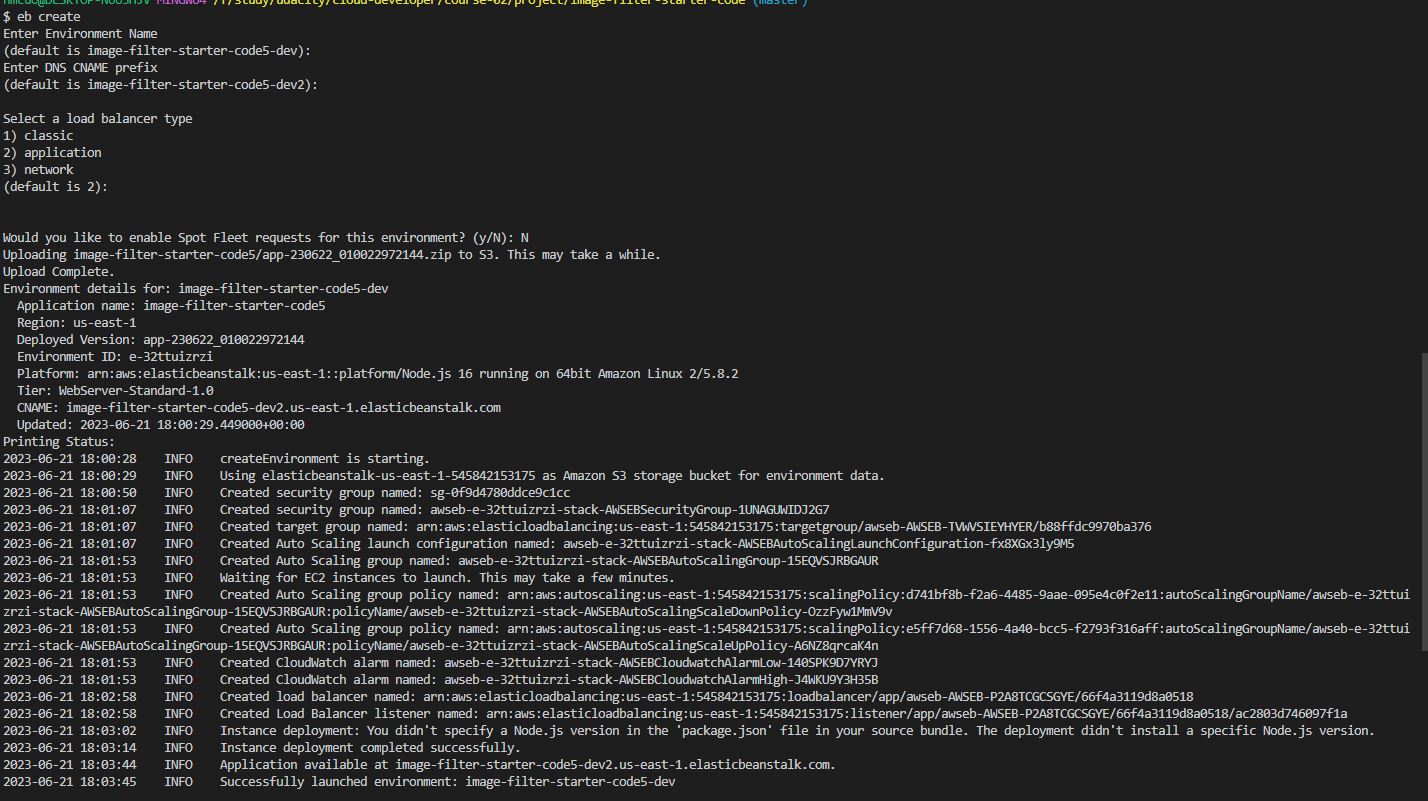 /f/study/udacity/cloud-developer/course-02/project/image-filter-starter-code (master)
$ eb create
Enter Environment Name
(default is image-filter-starter-code5-dev):
Enter DNS CNAME prefix
(default is image-filter-starter-code5-dev2):
Select a load balancer type
1) classic
2) application
3) network
(default is 2):
Would you like to enable Spot Fleet requests for this environment? (y/N): N
Uploading image-filter-starter-code5/app-230622_010022972144.zip to S3. This may take a while.
Upload Complete.
Environment details for: image-filter-starter-code5-dev
  Application name: image-filter-starter-code5
  Region: us-east-1
  Deployed Version: app-230622_010022972144
  Environment ID: e-32ttuizrzi
  Platform: arn:aws:elasticbeanstalk:us-east-1::platform/Node.js 16 running on 64bit Amazon Linux 2/5.8.2
  Tier: WebServer-Standard-1.0
  CNAME: image-filter-starter-code5-dev2.us-east-1.elasticbeanstalk.com
  Updated: 2023-06-21 18:00:29.449000+00:00
Printing Status:
2023-06-21 18:00:28    INFO    createEnvironment is starting.
2023-06-21 18:00:29    INFO    Using elasticbeanstalk-us-east-1-545842153175 as Amazon S3 storage bucket for environment data.
2023-06-21 18:00:50    INFO    Created security group named: sg-0f9d4780ddce9c1cc
2023-06-21 18:01:07    INFO    Created security group named: awseb-e-32ttuizrzi-stack-AWSEBSecurityGroup-1UNAGUWIDJ2G7
2023-06-21 18:01:07    INFO    Created target group named: arn:aws:elasticloadbalancing:us-east-1:545842153175:targetgroup/awseb-AWSEB-TVWVSIEYHYER/b88ffdc9970ba376
2023-06-21 18:01:07    INFO    Created Auto Scaling launch configuration named: awseb-e-32ttuizrzi-stack-AWSEBAutoScalingLaunchConfiguration-fx8XGx3ly9M5
2023-06-21 18:01:53    INFO    Created Auto Scaling group named: awseb-e-32ttuizrzi-stack-AWSEBAutoScalingGroup-15EQVSJRBGAUR
2023-06-21 18:01:53    INFO    Waiting for EC2 instances to launch. This may take a few minutes.
2023-06-21 18:01:53    INFO    Created Auto Scaling group policy named: arn:aws:autoscaling:us-east-1:545842153175:scalingPolicy:d741bf8b-f2a6-4485-9aae-095e4c0f2e11:autoScalingGroupName/awseb-e-32ttui
zrzi-stack-AWSEBAutoScalingGroup-15EQVSJRBGAUR:policyName/awseb-e-32ttuizrzi-stack-AWSEBAutoScalingScaleDownPolicy-OzzFyw1MmV9v
2023-06-21 18:01:53    INFO    Created Auto Scaling group policy named: arn:aws:autoscaling:us-east-1:545842153175:scalingPolicy:e5ff7d68-1556-4a40-bcc5-f2793f316aff:autoScalingGroupName/awseb-e-32ttui
zrzi-stack-AWSEBAutoScalingGroup-15EQVSJRBGAUR:policyName/awseb-e-32ttuizrzi-stack-AWSEBAutoScalingScaleUpPolicy-A6NZ8qrcaK4n
2023-06-21 18:01:53    INFO    Created CloudWatch alarm named: awseb-e-32ttuizrzi-stack-AWSEBCloudwatchAlarmLow-140SPK9D7YRYJ
2023-06-21 18:01:53    INFO    Created CloudWatch alarm named: awseb-e-32ttuizrzi-stack-AWSEBCloudwatchAlarmHigh-J4WKU9Y3H35B
2023-06-21 18:02:58    INFO    Created load balancer named: arn:aws:elasticloadbalancing:us-east-1:545842153175:loadbalancer/app/awseb-AWSEB-P2A8TCGCSGYE/66f4a3119d8a0518
2023-06-21 18:02:58    INFO    Created Load Balancer listener named: arn:aws:elasticloadbalancing:us-east-1:545842153175:listener/app/awseb-AWSEB-P2A8TCGCSGYE/66f4a3119d8a0518/ac2803d746097f1a
2023-06-21 18:03:02    INFO    Instance deployment: You didn't specify a Node.js version in the 'package.json' file in your source bundle. The deployment didn't install a specific Node.js version.
2023-06-21 18:03:14    INFO    Instance deployment completed successfully.
2023-06-21 18:03:44    INFO    Application available at image-filter-starter-code5-dev2.us-east-1.elasticbeanstalk.com.
2023-06-21 18:03:45    INFO    Successfully launched environment: image-filter-starter-code5-dev